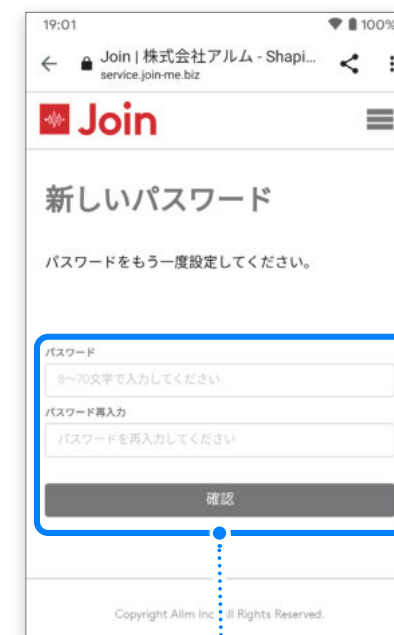 19:01
100%
Join | 株式会社アルム - Shapi...
service.join-me.biz
Join
新しいパスワード
パスワードをもう一度設定してください。
パスワード
8〜70文字で入力してください
パスワード再入力
パスワードを再入力してください
確認
Copyright Allm Inc. All Rights Reserved.